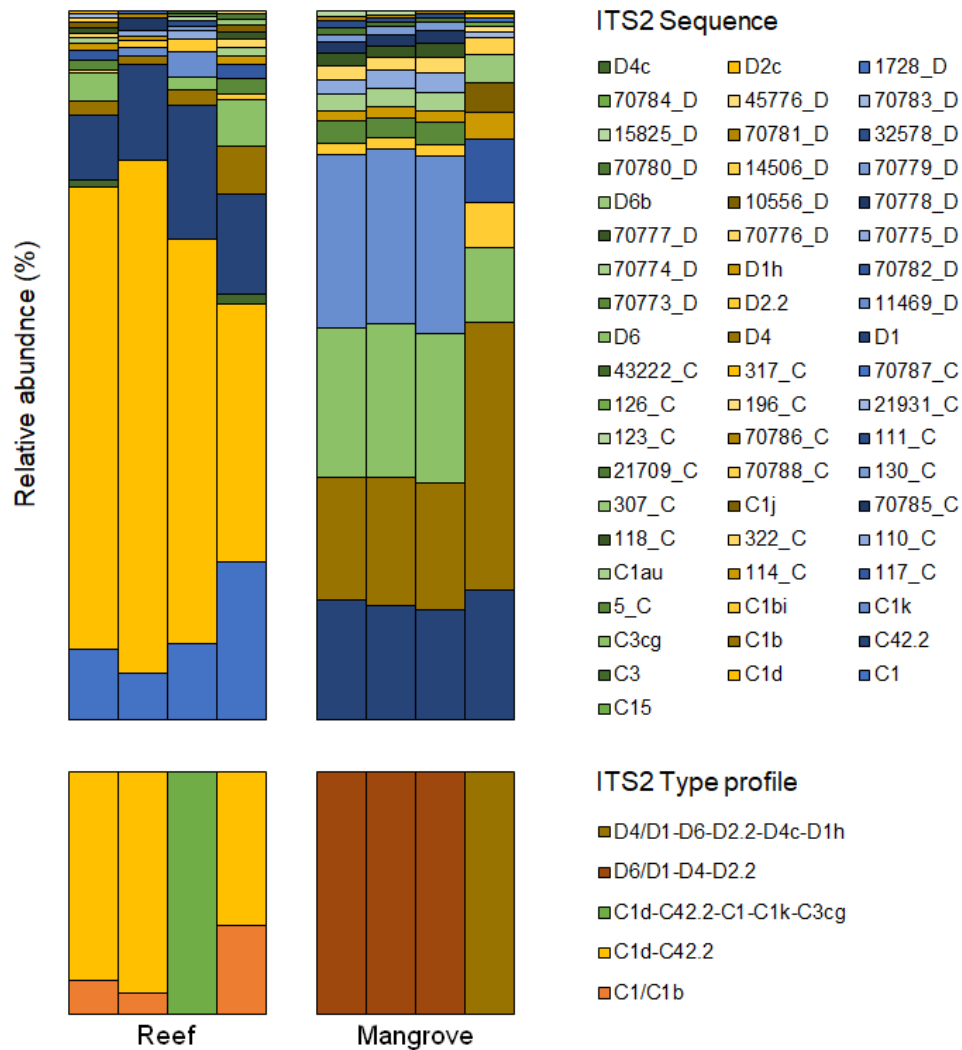 ITS2 Sequence
D4c D2c 1728_D
70784_D 45776_D 70783_D
15825_D 70781_D 32578_D
70780_D 14506_D 70779_D
D6b 10556_D 70778_D
70777_D 70776_D 70775_D
70774_D D1h 70782_D
70773_D D2.2 11469_D
D6 D4 D1
43222_C 317_C 70787_C
126_C 196_C 21931_C
123_C 70786_C 111_C
21709_C 70788_C 130_C
307_C C1j 70785_C
118_C 322_C 110_C
C1au 114_C 117_C
5_C C1bi C1k
C3cg C1b C42.2
C3 C1d C1
C15
Relative abundnce (%)
ITS2 Type profile
D4/D1-D6-D2.2-D4c-D1h
D6/D1-D4-D2.2
C1d-C42.2-C1-C1k-C3cg
C1d-C42.2
C1/C1b
Reef Mangrove